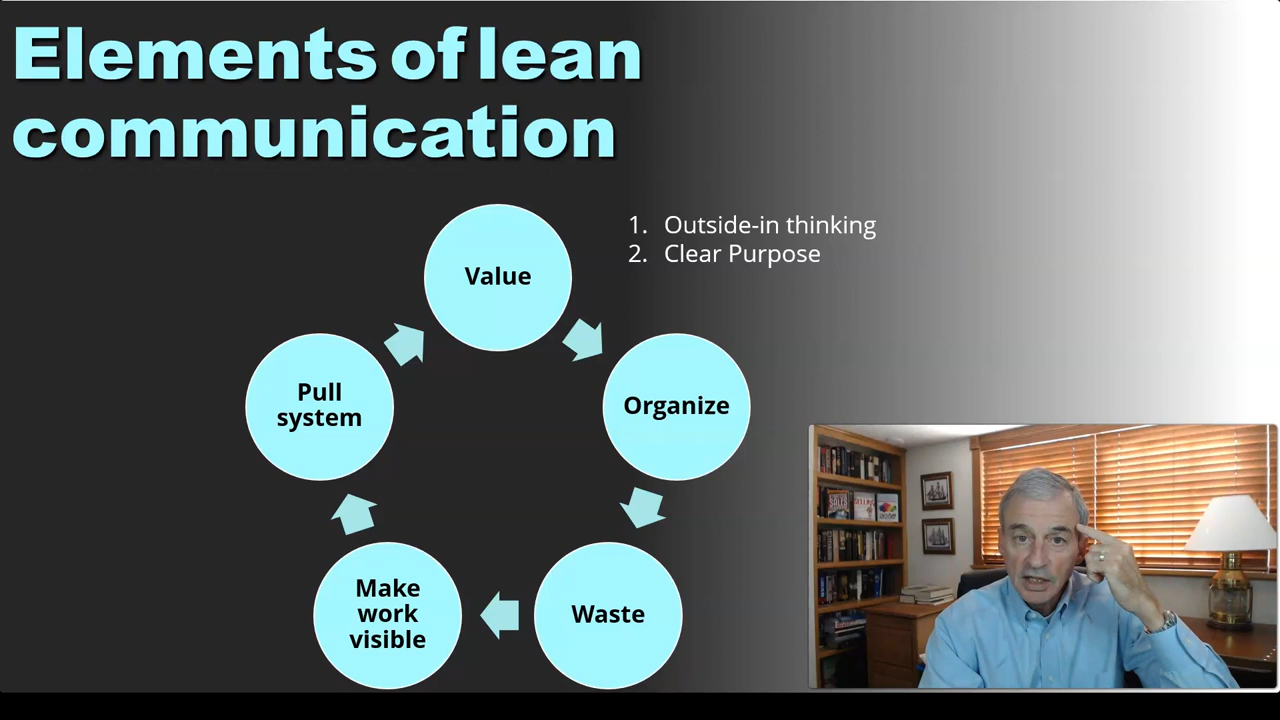 Elements of lean
communication
1. Outside-in thinking
2. Clear Purpose
Value
Organize
Waste
Make
work
visible
Pull
system